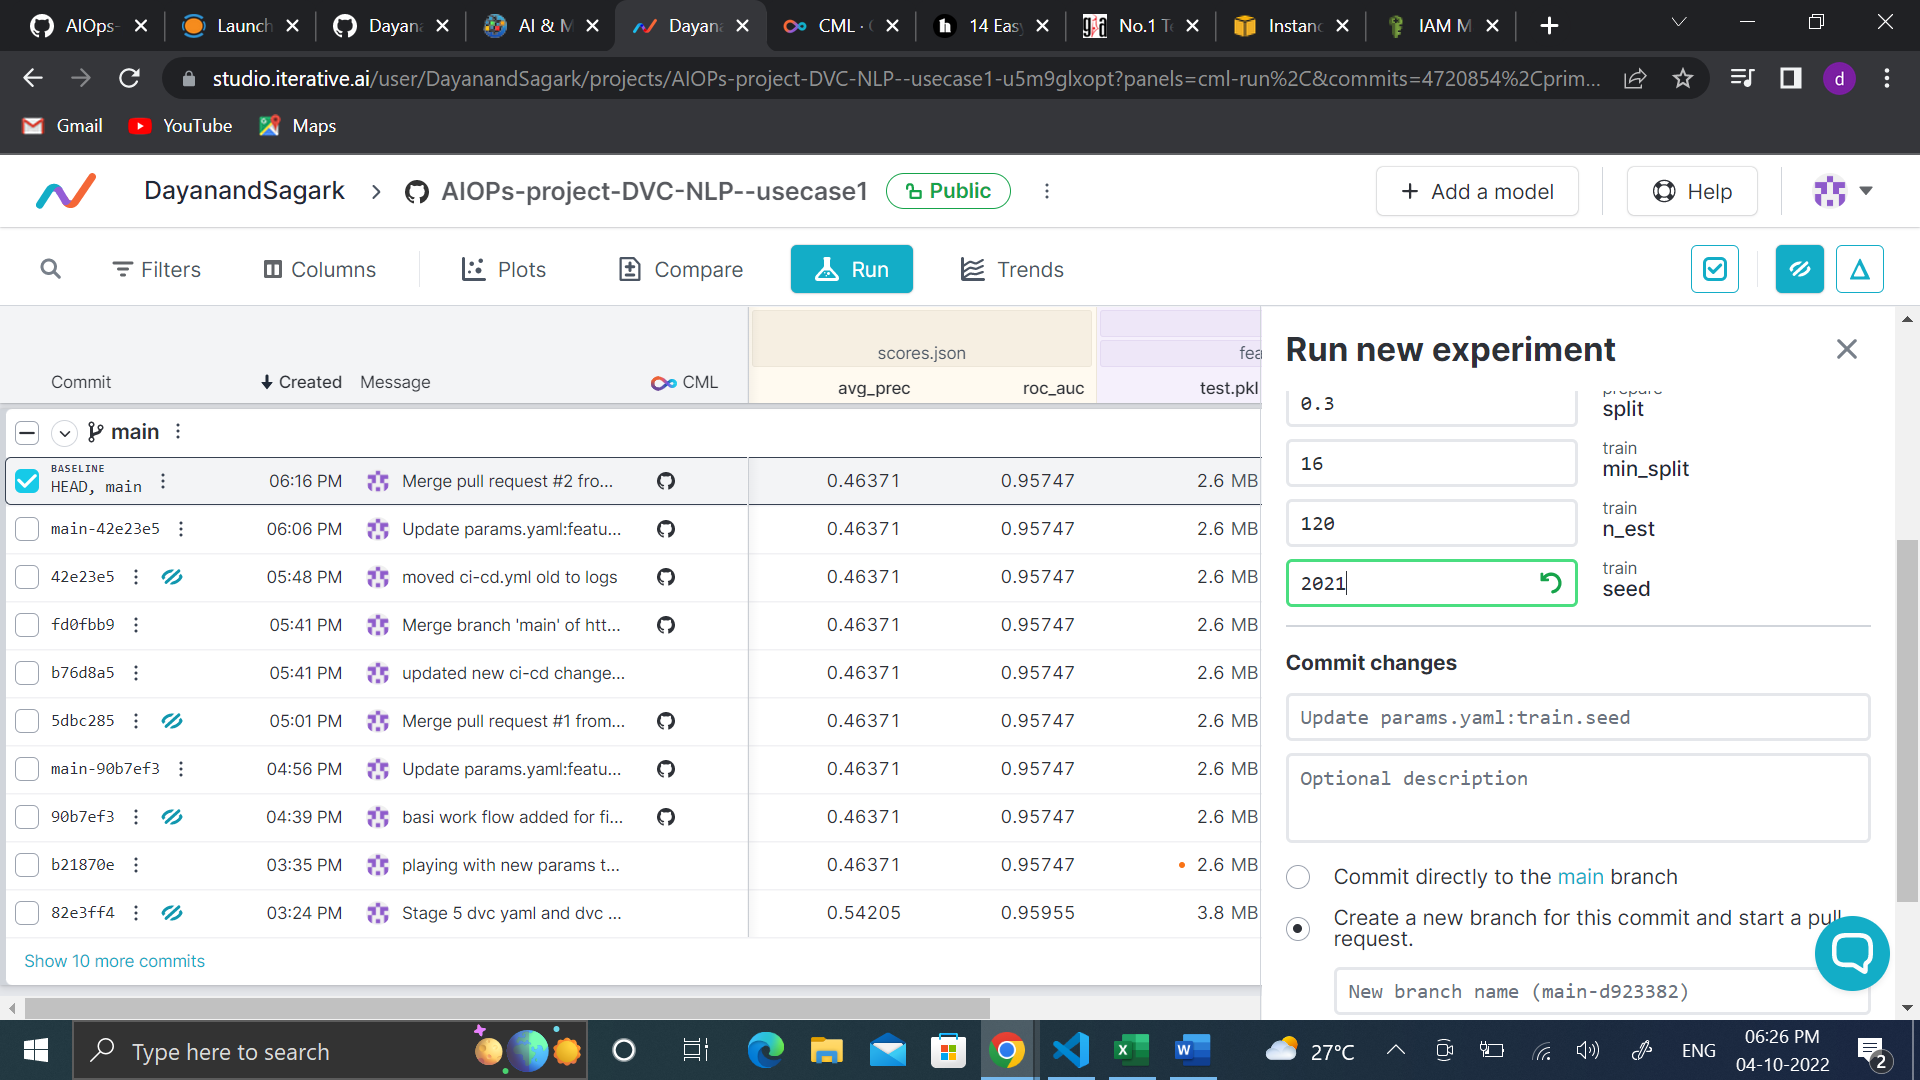 AIOps-
Launch
Dayana
AI & M
Dayana
CML · C
14 Easy
No.1 Te
Instanc
IAM M
studio.iterative.ai/user/DayanandSagark/projects/AIOPs-project-DVC-NLP--usecase1-u5m9glxopt?panels=cml-run%2C&commits=4720854%2Cprim...
d
Gmail
YouTube
Maps
DayanandSagark > AIOPs-project-DVC-NLP--usecase1
Public
+ Add a model
Help
Filters
Columns
Plots
Compare
Run
Trends
scores.json
fea
Commit
Created
Message
CML
avg_prec
roc_auc
test.pkl
main
BASELINE
HEAD, main
06:16 PM Merge pull request #2 fro... 0.46371 0.95747 2.6 MB
main-42e23e5 06:06 PM Update params.yaml:featu... 0.46371 0.95747 2.6 MB
42e23e5 05:48 PM moved ci-cd.yml old to logs 0.46371 0.95747 2.6 MB
fd0fbb9 05:41 PM Merge branch 'main' of htt... 0.46371 0.95747 2.6 MB
b76d8a5 05:41 PM updated new ci-cd change... 0.46371 0.95747 2.6 MB
5dbc285 05:01 PM Merge pull request #1 from... 0.46371 0.95747 2.6 MB
main-90b7ef3 04:56 PM Update params.yaml:featu... 0.46371 0.95747 2.6 MB
90b7ef3 04:39 PM basi work flow added for fi... 0.46371 0.95747 2.6 MB
b21870e 03:35 PM playing with new params t... 0.46371 0.95747 2.6 MB
82e3ff4 03:24 PM Stage 5 dvc yaml and dvc ... 0.54205 0.95955 3.8 MB
Show 10 more commits
Run new experiment
prepare
0.3 split
train
16 min_split
train
120 n_est
train
2021 seed
Commit changes
Update params.yaml:train.seed
Optional description
Commit directly to the main branch
Create a new branch for this commit and start a pull
request.
New branch name (main-d923382)
Type here to search
27°C
ENG
06:26 PM
04-10-2022
2